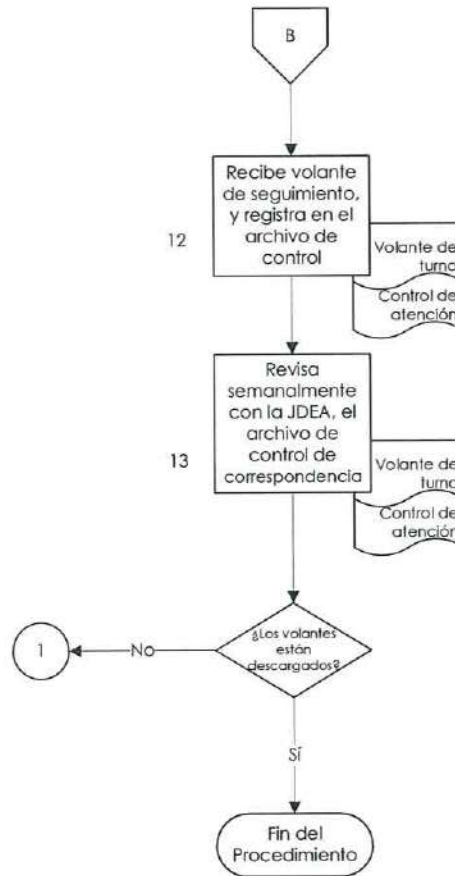 B
Recibe volante
de seguimiento,
y registra en el
archivo de
control
12
Volante de
turno
Control de
atención
Revisa
semanalmente
con la JDEA, el
archivo de
control de
correspondencia
13
Volante de
turno
Control de
atención
¿Los volantes
están
descargados?
No
1
Sí
Fin del
Procedimiento